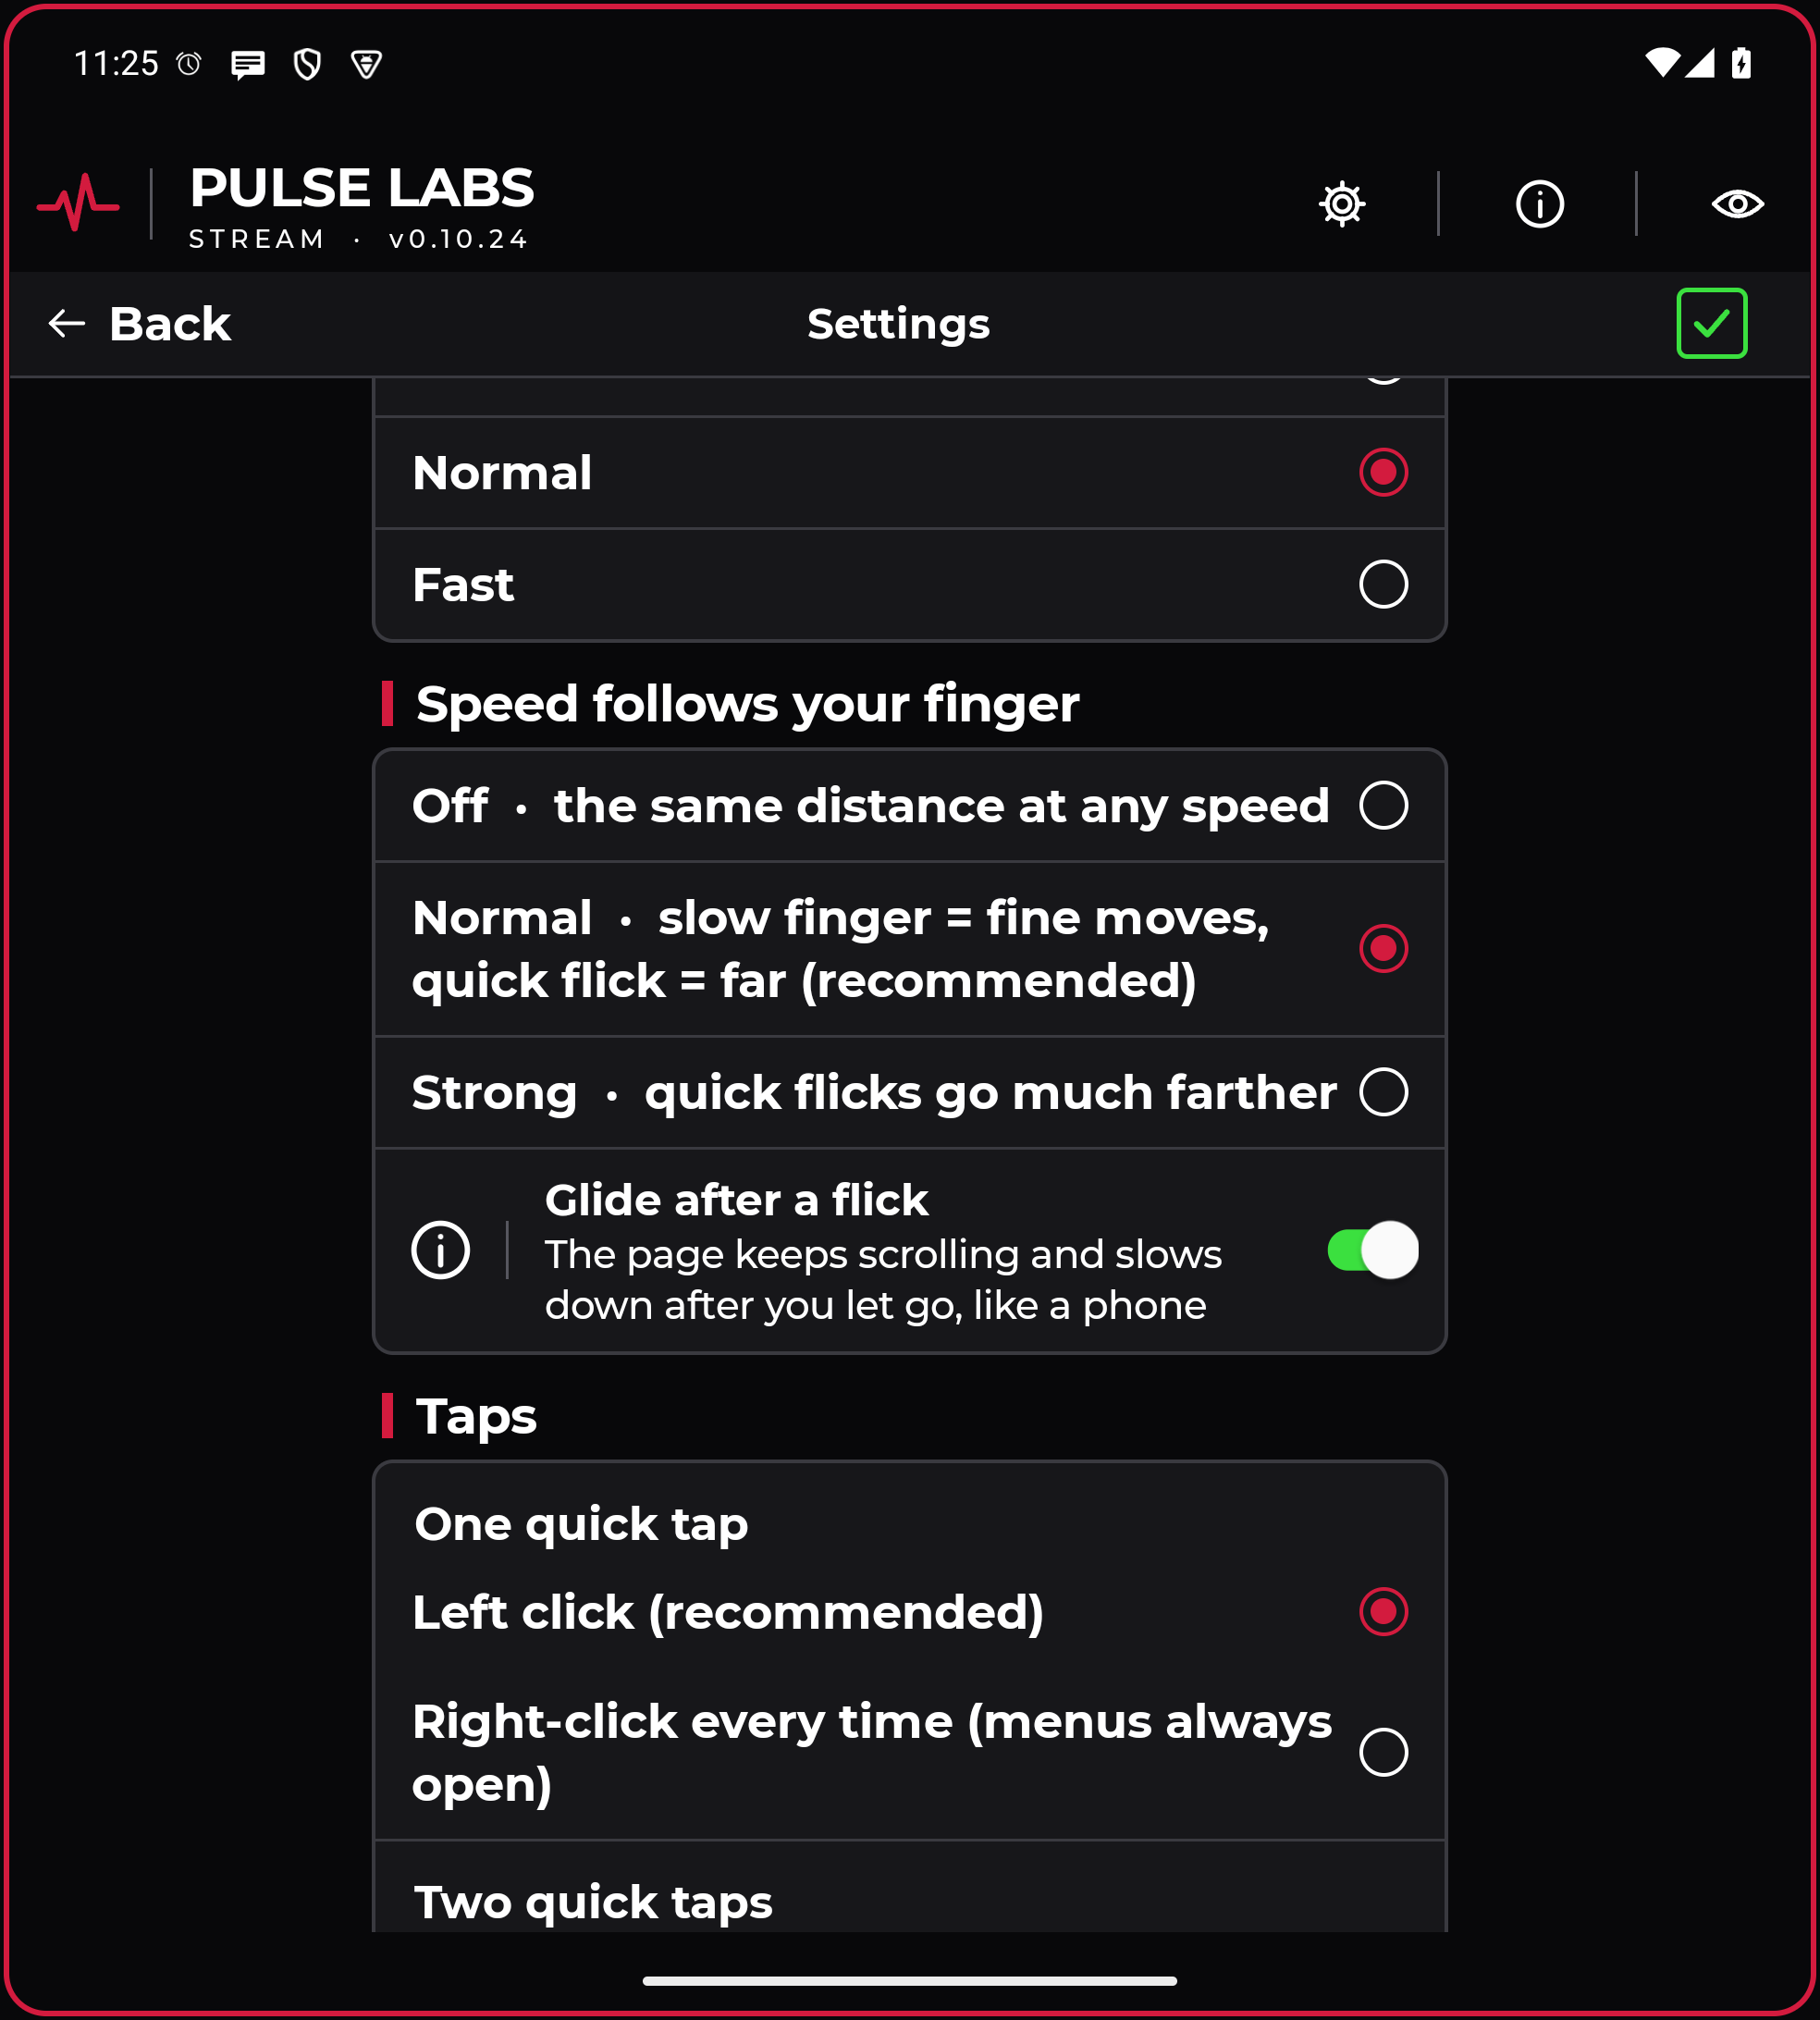 11:25
PULSE LABS
STREAM · v0.10.24
Back
Settings
Normal
Fast
Speed follows your finger
Off · the same distance at any speed
Normal · slow finger = fine moves,
quick flick = far (recommended)
Strong · quick flicks go much farther
Glide after a flick
The page keeps scrolling and slows
down after you let go, like a phone
Taps
One quick tap
Left click (recommended)
Right-click every time (menus always
open)
Two quick taps